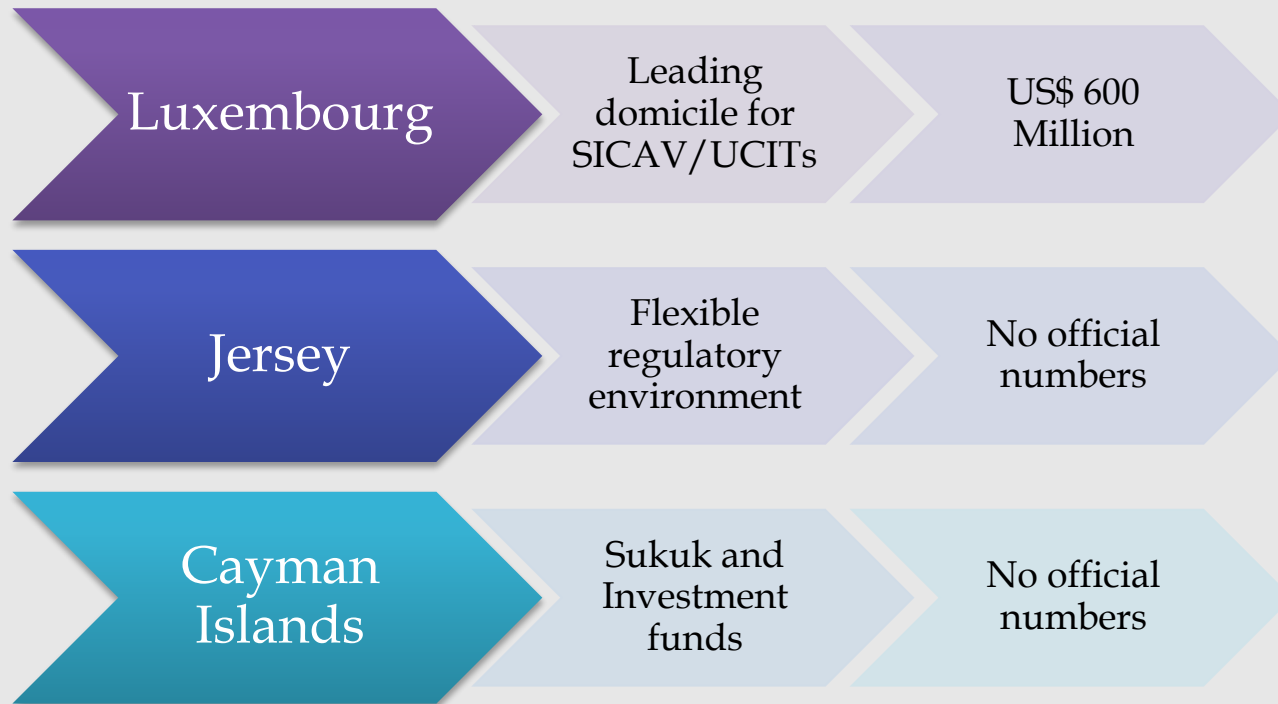 Luxembourg
Leading
domicile for
SICAV/UCITs
US$ 600
Million
Jersey
Flexible
regulatory
environment
No official
numbers
Cayman
Islands
Sukuk and
Investment
funds
No official
numbers